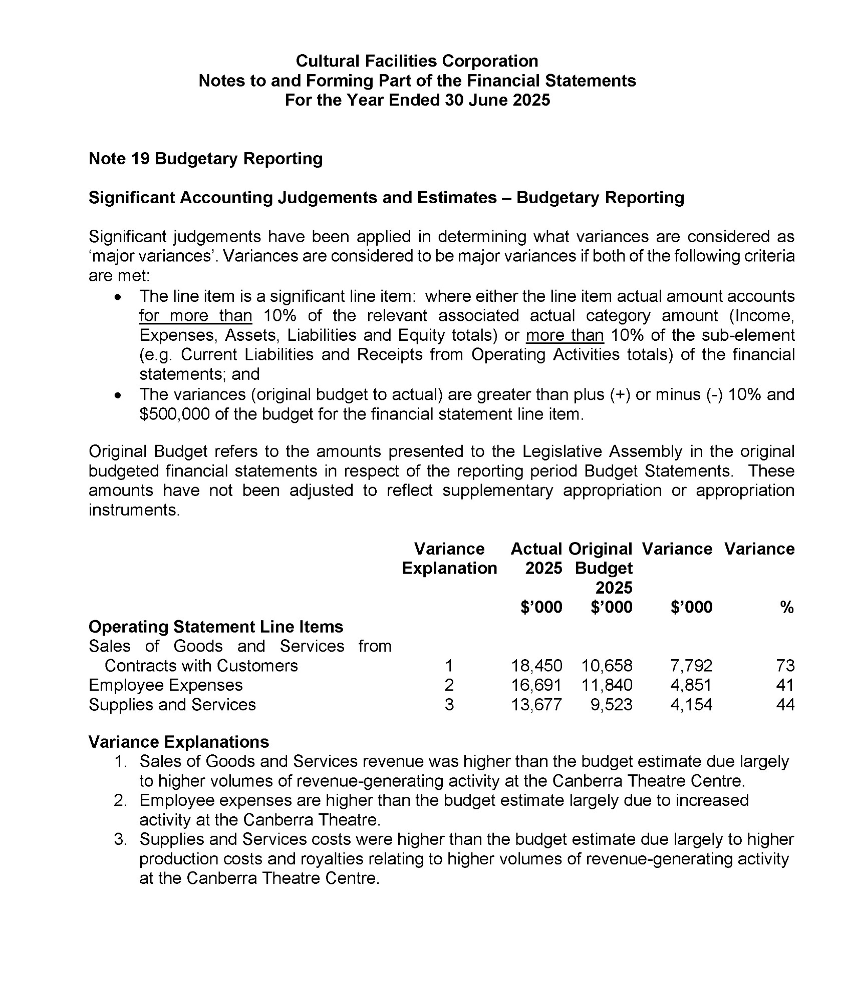 Cultural Facilities Corporation
Notes to and Forming Part of the Financial Statements
For the Year Ended 30 June 2025
Note 19 Budgetary Reporting
Significant Accounting Judgements and Estimates – Budgetary Reporting
Significant judgements have been applied in determining what variances are considered as
‘major variances’. Variances are considered to be major variances if both of the following criteria
are met:
• The line item is a significant line item: where either the line item actual amount accounts
for more than 10% of the relevant associated actual category amount (Income,
Expenses, Assets, Liabilities and Equity totals) or more than 10% of the sub-element
(e.g. Current Liabilities and Receipts from Operating Activities totals) of the financial
statements; and
• The variances (original budget to actual) are greater than plus (+) or minus (-) 10% and
$500,000 of the budget for the financial statement line item.
Original Budget refers to the amounts presented to the Legislative Assembly in the original
budgeted financial statements in respect of the reporting period Budget Statements. These
amounts have not been adjusted to reflect supplementary appropriation or appropriation
instruments.
Variance Actual Original Variance Variance
Explanation 2025 Budget
2025
$’000 $’000 $’000 %
Operating Statement Line Items
Sales of Goods and Services from
Contracts with Customers 1 18,450 10,658 7,792 73
Employee Expenses 2 16,691 11,840 4,851 41
Supplies and Services 3 13,677 9,523 4,154 44
Variance Explanations
1. Sales of Goods and Services revenue was higher than the budget estimate due largely
to higher volumes of revenue-generating activity at the Canberra Theatre Centre.
2. Employee expenses are higher than the budget estimate largely due to increased
activity at the Canberra Theatre.
3. Supplies and Services costs were higher than the budget estimate due largely to higher
production costs and royalties relating to higher volumes of revenue-generating activity
at the Canberra Theatre Centre.